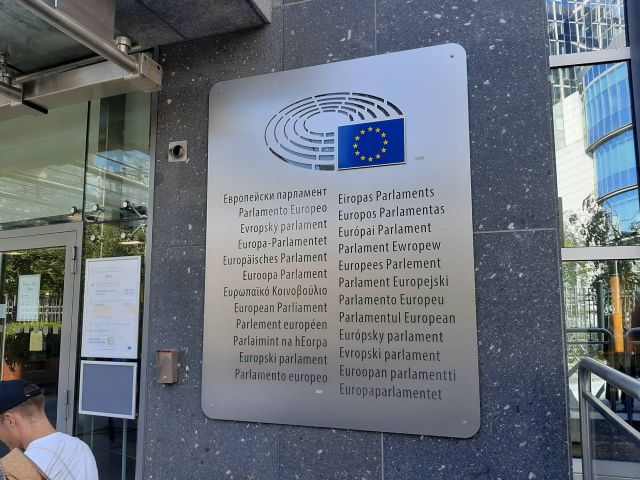 Европейски парламент
Parlamento Europeo
Evropský parlament
Europa-Parlamentet
Europäisches Parlament
Euroopa Parlament
Ευρωπαϊκό Κοινοβούλιο
European Parliament
Parlement européen
Parlaimint na hEorpa
Europski parlament
Parlamento europeo
Eiropas Parlaments
Europos Parlamentas
Európai Parlament
Parlament Ewropew
Europees Parlement
Parlament Europejski
Parlamento Europeu
Parlamentul European
Európsky parlament
Evropski parlament
Euroopan parlamentti
Europaparlamentet